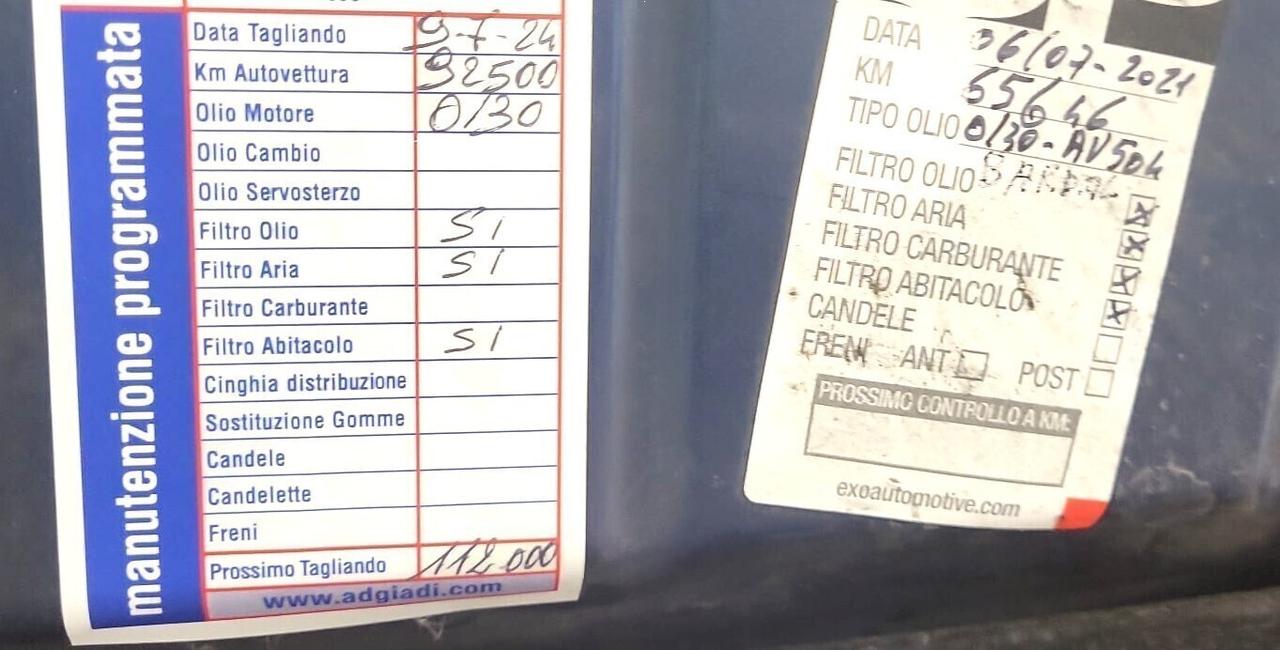 manutenzione programmata
Data Tagliando 9-7-24
Km Autovettura 92500
Olio Motore 0/30
Olio Cambio
Olio Servosterzo
Filtro Olio SI
Filtro Aria SI
Filtro Carburante
Filtro Abitacolo SI
Cinghia distribuzione
Sostituzione Gomme
Candele
Candelette
Freni
Prossimo Tagliando 112.000
www.adgiadi.com
DATA 06/07-2021
KM 65646
TIPO OLIO 0/30-AV504
FILTRO OLIO
FILTRO ARIA
FILTRO CARBURANTE
FILTRO ABITACOLO
CANDELE
FRENI ANT POST
PROSSIMO CONTROLLO A KM:
exoautomotive.com